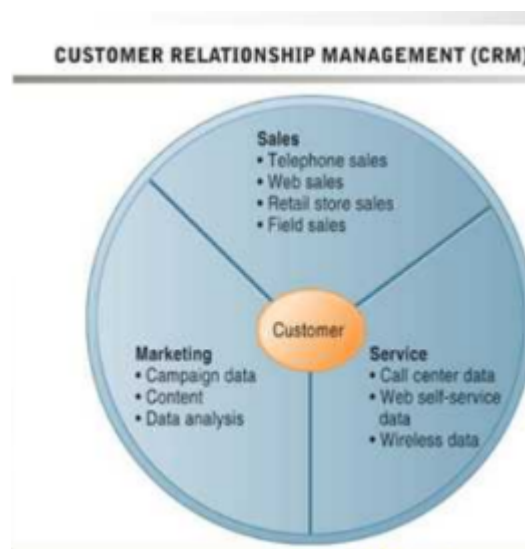 CUSTOMER RELATIONSHIP MANAGEMENT (CRM)
Sales
• Telephone sales
• Web sales
• Retail store sales
• Field sales
Customer
Marketing
• Campaign data
• Content
• Data analysis
Service
• Call center data
• Web self-service
data
• Wireless data